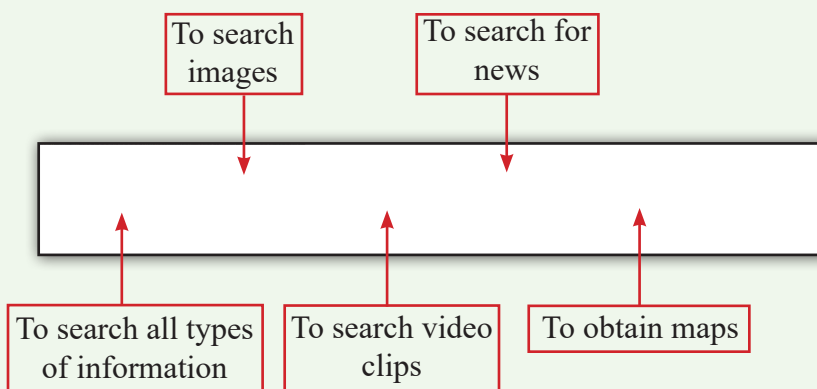 To search
images
To search for
news
To search all types
of information
To search video
clips
To obtain maps